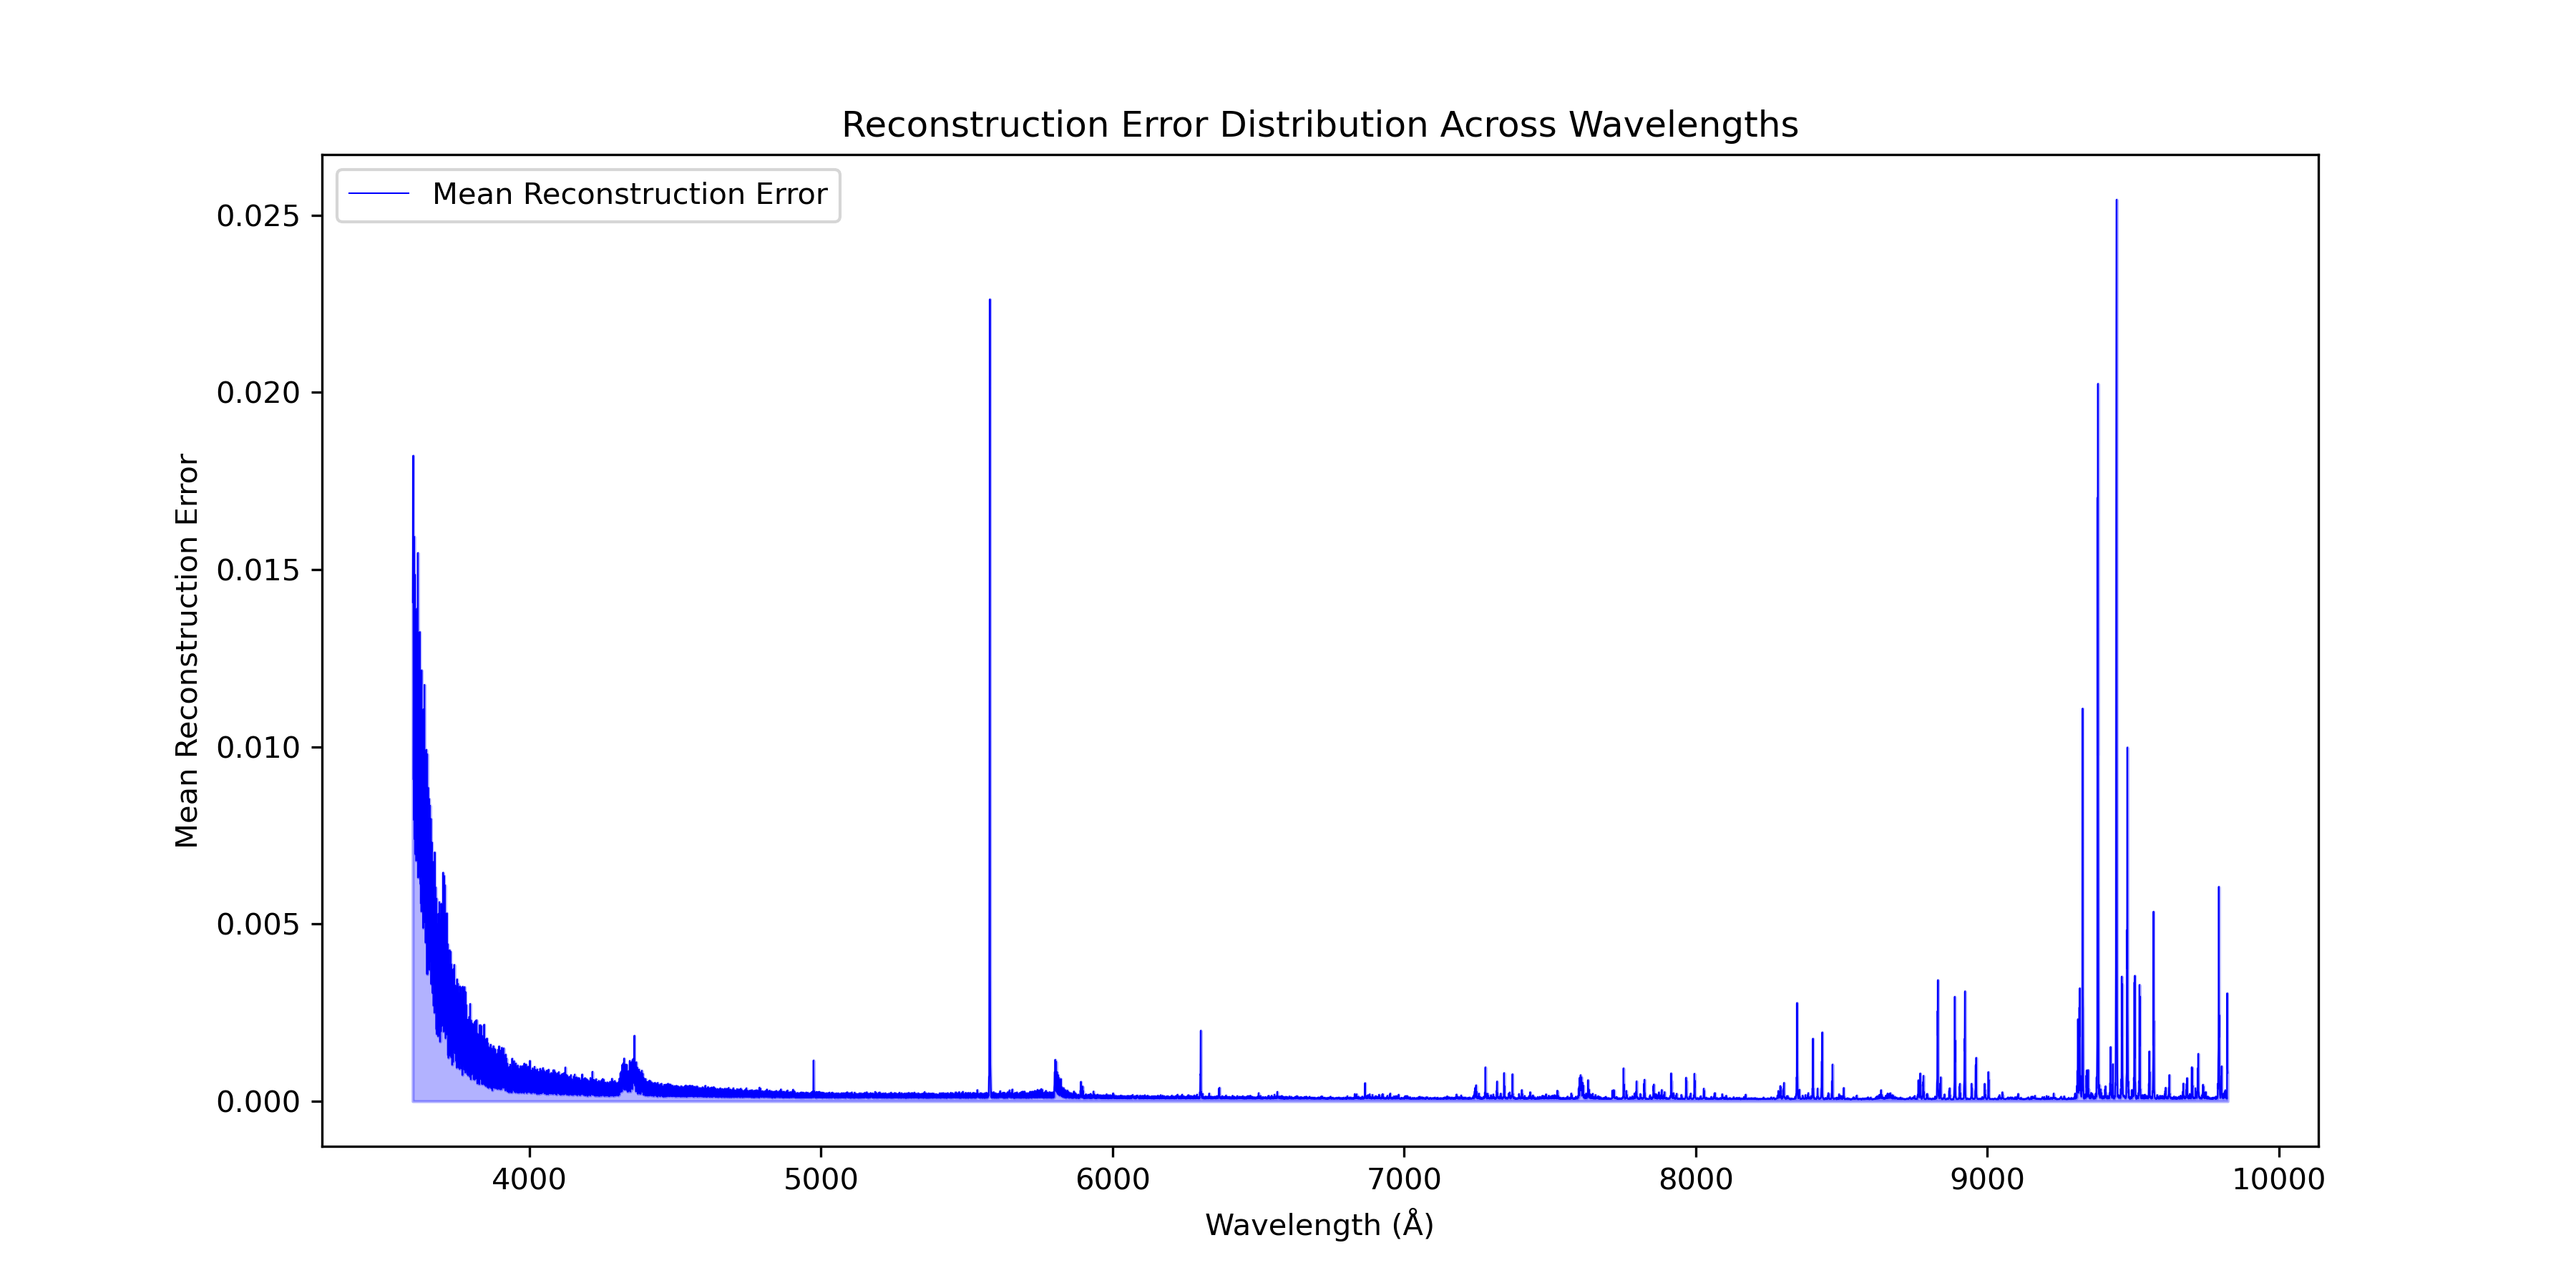 Reconstruction Error Distribution Across Wavelengths
Mean Reconstruction Error
Mean Reconstruction Error
0.025
0.020
0.015
0.010
0.005
0.000
4000 5000 6000 7000 8000 9000 10000
Wavelength (Å)